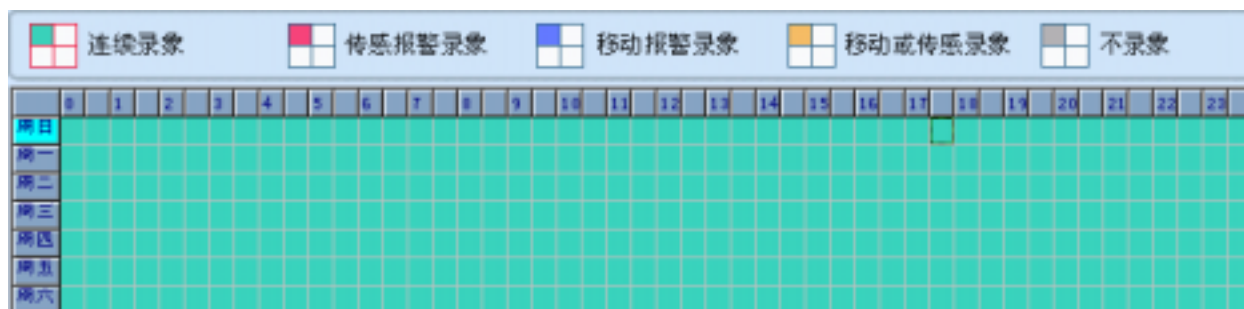 连续录象 传感报警录象 移动报警录象 移动或传感录象 不录象
0 1 2 3 4 5 6 7 8 9 10 11 12 13 14 15 16 17 18 19 20 21 22 23
周日
周一
周二
周三
周四
周五
周六